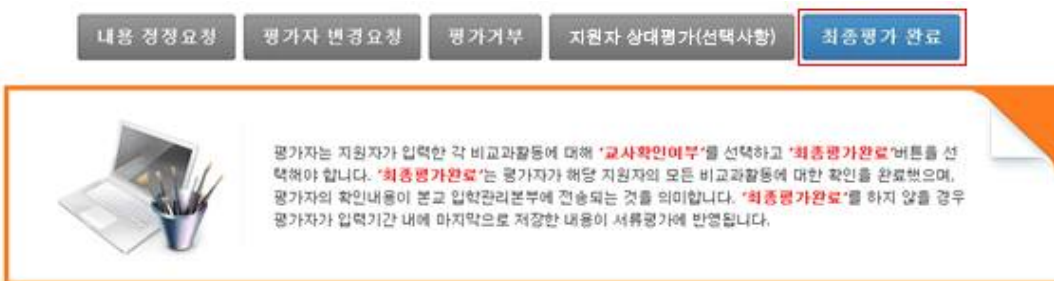 내용 정정요청 평가자 변경요청 평가거부 지원자 상대평가(선택사항) 최종평가 완료
평가자는 지원자가 입력한 각 비교과활동에 대해 '교사확인여부'를 선택하고 '최종평가완료'버튼을 선
택해야 합니다. '최종평가완료'는 평가자가 해당 지원자의 모든 비교과활동에 대한 확인을 완료했으며,
평가자의 확인내용이 본교 입학관리본부에 전송되는 것을 의미합니다. '최종평가완료'를 하지 않을 경우
평가자가 입력기간 내에 마지막으로 저장한 내용이 서류평가에 반영됩니다.